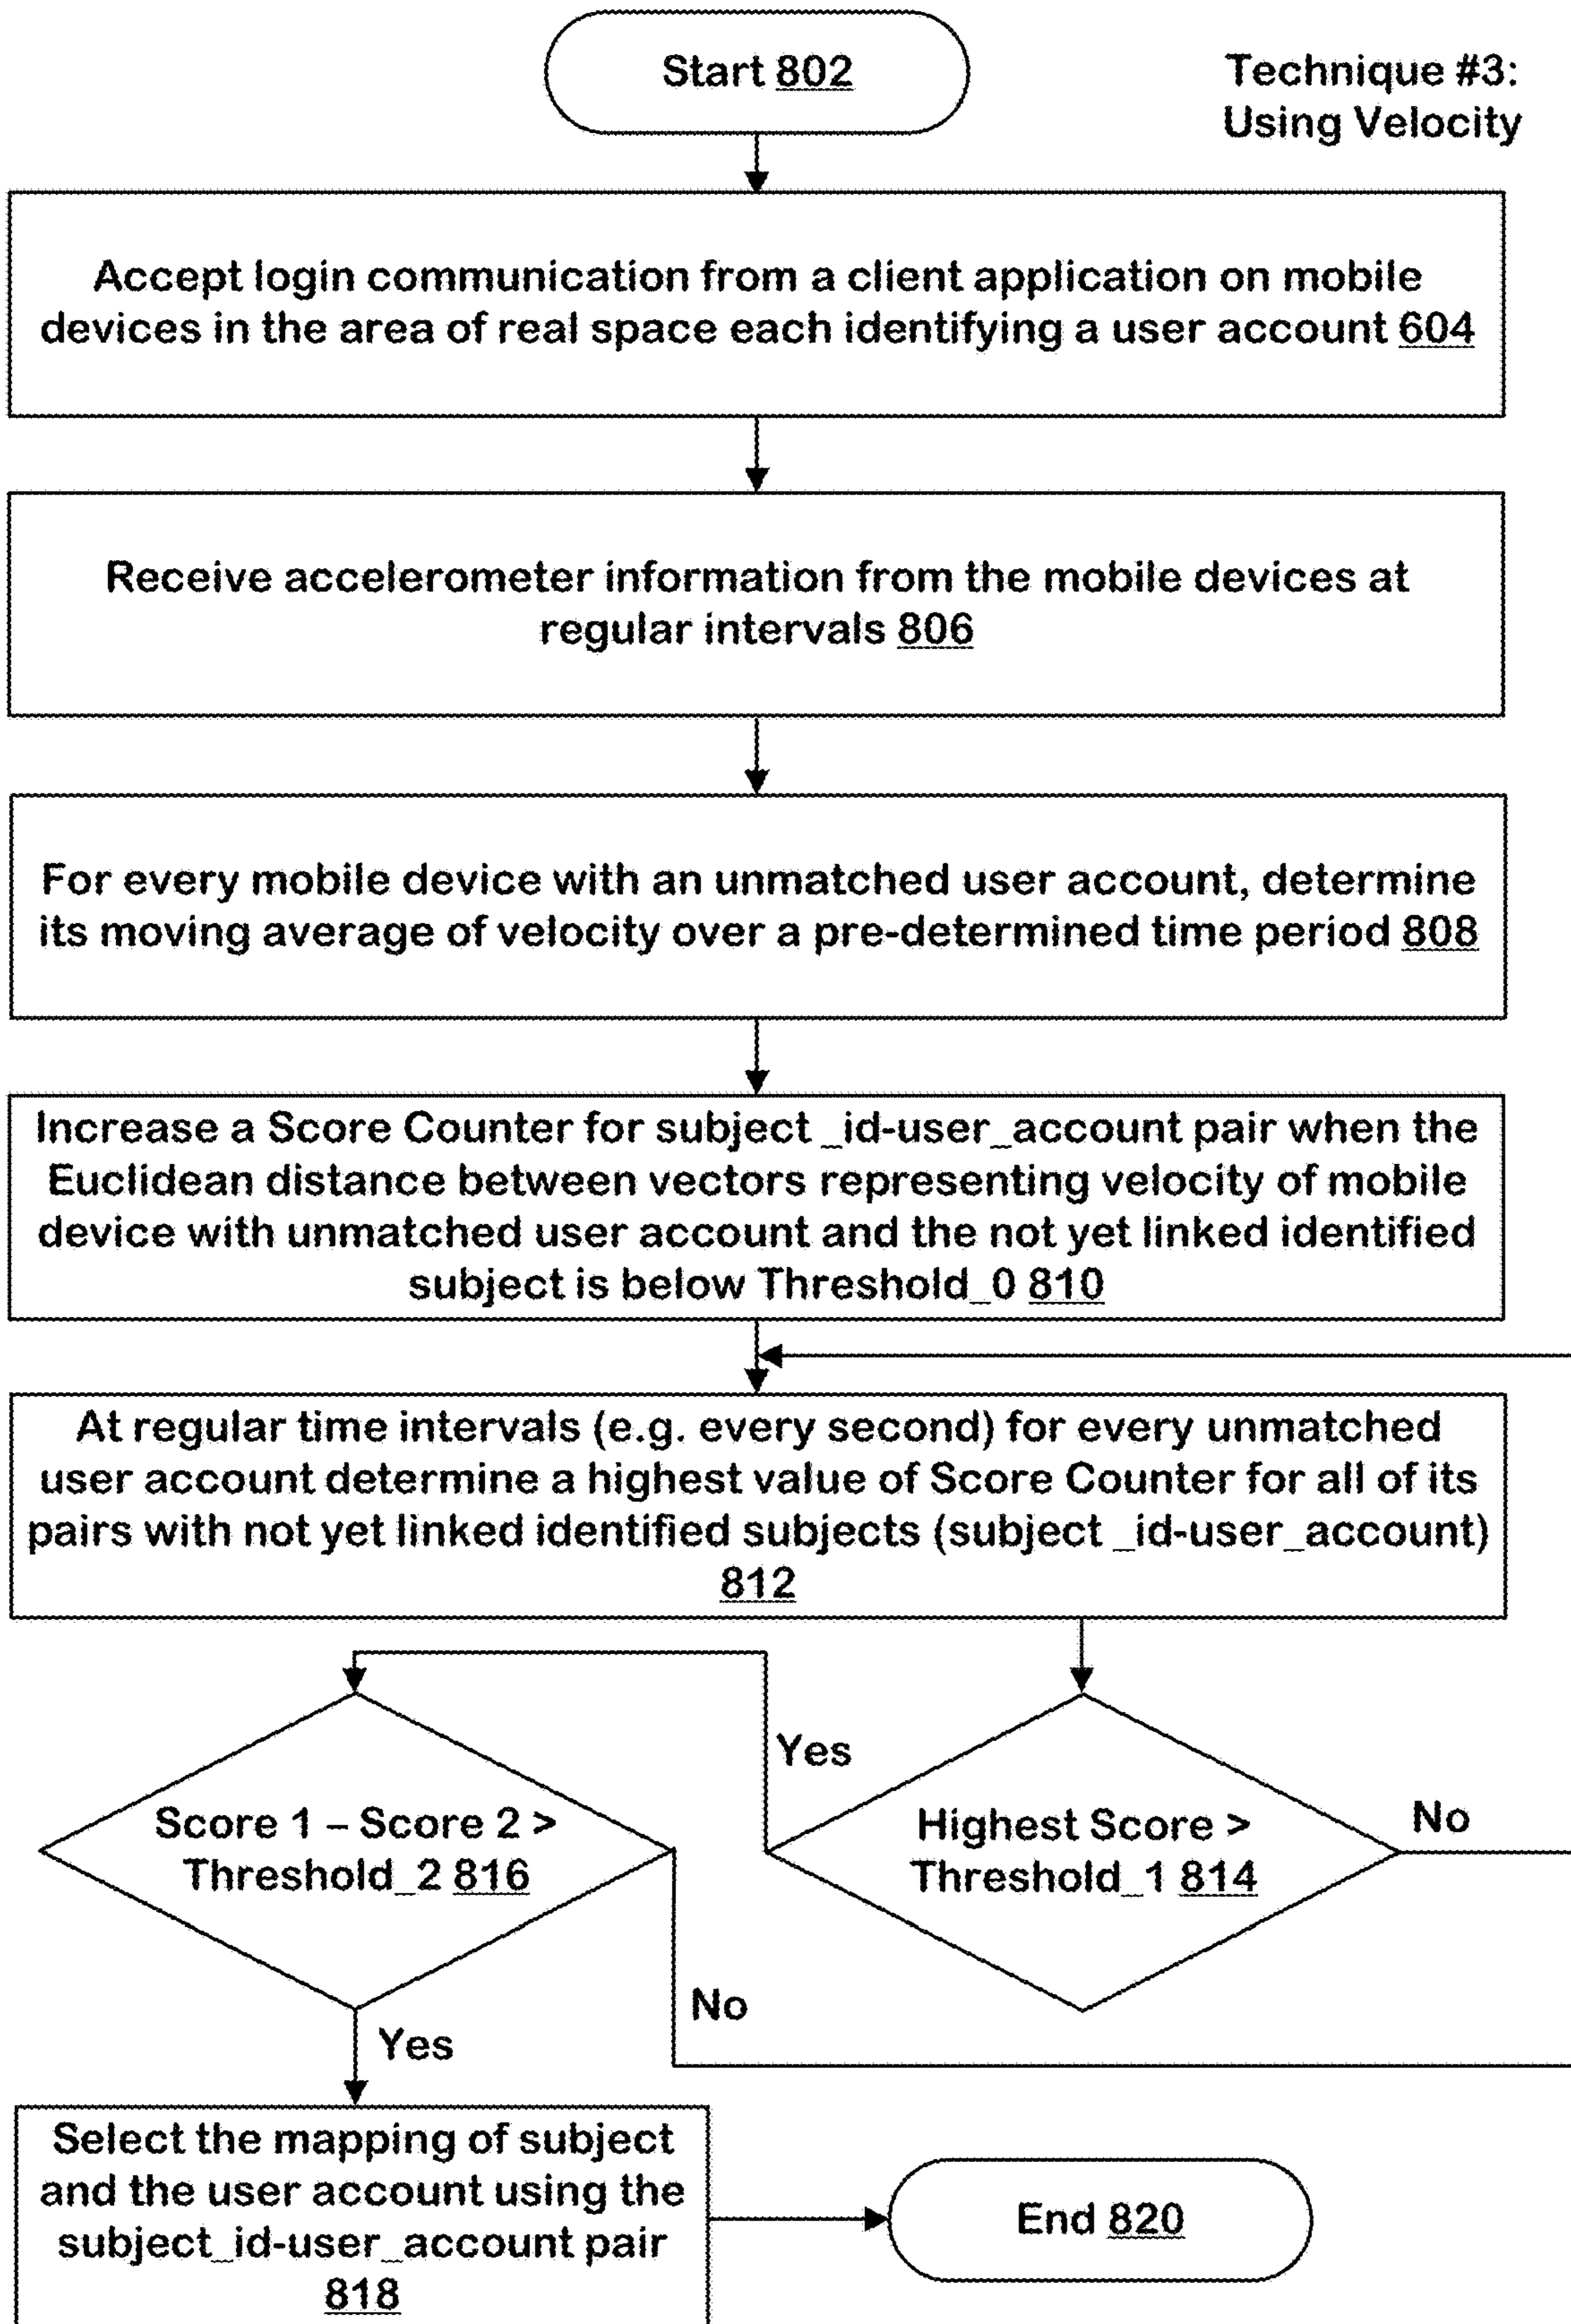 Start 802
Technique #3:
Using Velocity
Accept login communication from a client application on mobile
devices in the area of real space each identifying a user account 604
Receive accelerometer information from the mobile devices at
regular intervals 806
For every mobile device with an unmatched user account, determine
its moving average of velocity over a pre-determined time period 808
Increase a Score Counter for subject _id-user_account pair when the
Euclidean distance between vectors representing velocity of mobile
device with unmatched user account and the not yet linked identified
subject is below Threshold_0 810
At regular time intervals (e.g. every second) for every unmatched
user account determine a highest value of Score Counter for all of its
pairs with not yet linked identified subjects (subject _id-user_account)
812
Yes
Highest Score >
Threshold_1 814
No
Score 1 – Score 2 >
Threshold_2 816
No
Yes
Select the mapping of subject
and the user account using the
subject_id-user_account pair
818
End 820